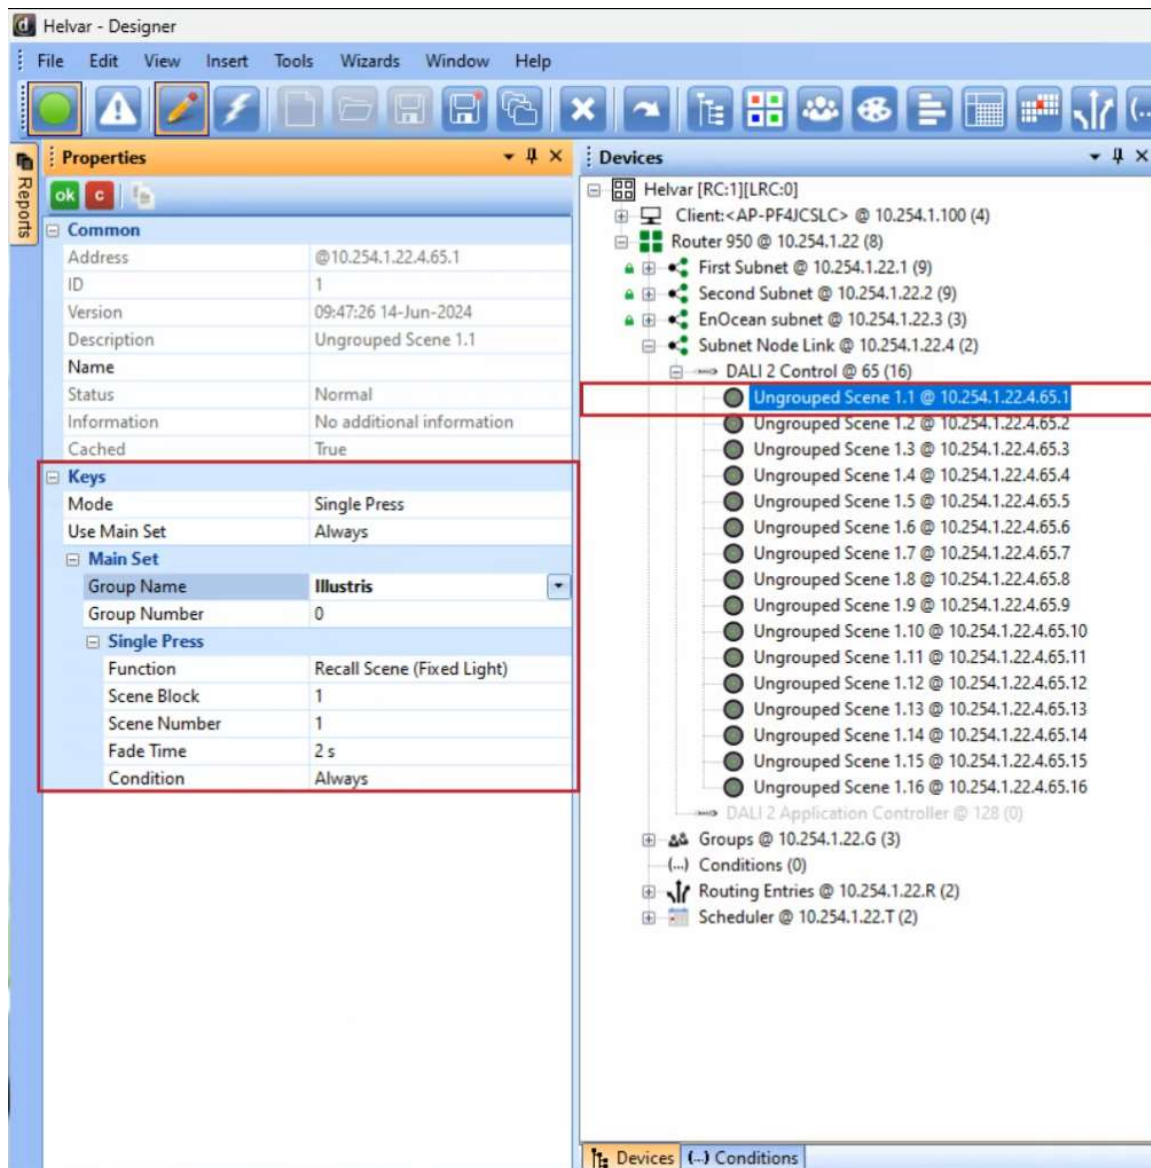 Helvar - Designer
File Edit View Insert Tools Wizards Window Help
Reports
Properties
ok c
Common
Address @10.254.1.22.4.65.1
ID 1
Version 09:47:26 14-Jun-2024
Description Ungrouped Scene 1.1
Name
Status Normal
Information No additional information
Cached True
Keys
Mode Single Press
Use Main Set Always
Main Set
Group Name Illustris
Group Number 0
Single Press
Function Recall Scene (Fixed Light)
Scene Block 1
Scene Number 1
Fade Time 2 s
Condition Always
Devices
Helvar [RC:1][LRC:0]
Client:<AP-PF4JCSLC> @ 10.254.1.100 (4)
Router 950 @ 10.254.1.22 (8)
First Subnet @ 10.254.1.22.1 (9)
Second Subnet @ 10.254.1.22.2 (9)
EnOcean subnet @ 10.254.1.22.3 (3)
Subnet Node Link @ 10.254.1.22.4 (2)
DALI 2 Control @ 65 (16)
Ungrouped Scene 1.1 @ 10.254.1.22.4.65.1
Ungrouped Scene 1.2 @ 10.254.1.22.4.65.2
Ungrouped Scene 1.3 @ 10.254.1.22.4.65.3
Ungrouped Scene 1.4 @ 10.254.1.22.4.65.4
Ungrouped Scene 1.5 @ 10.254.1.22.4.65.5
Ungrouped Scene 1.6 @ 10.254.1.22.4.65.6
Ungrouped Scene 1.7 @ 10.254.1.22.4.65.7
Ungrouped Scene 1.8 @ 10.254.1.22.4.65.8
Ungrouped Scene 1.9 @ 10.254.1.22.4.65.9
Ungrouped Scene 1.10 @ 10.254.1.22.4.65.10
Ungrouped Scene 1.11 @ 10.254.1.22.4.65.11
Ungrouped Scene 1.12 @ 10.254.1.22.4.65.12
Ungrouped Scene 1.13 @ 10.254.1.22.4.65.13
Ungrouped Scene 1.14 @ 10.254.1.22.4.65.14
Ungrouped Scene 1.15 @ 10.254.1.22.4.65.15
Ungrouped Scene 1.16 @ 10.254.1.22.4.65.16
DALI 2 Application Controller @ 128 (0)
Groups @ 10.254.1.22.G (3)
(...) Conditions (0)
Routing Entries @ 10.254.1.22.R (2)
Scheduler @ 10.254.1.22.T (2)
Devices (...) Conditions